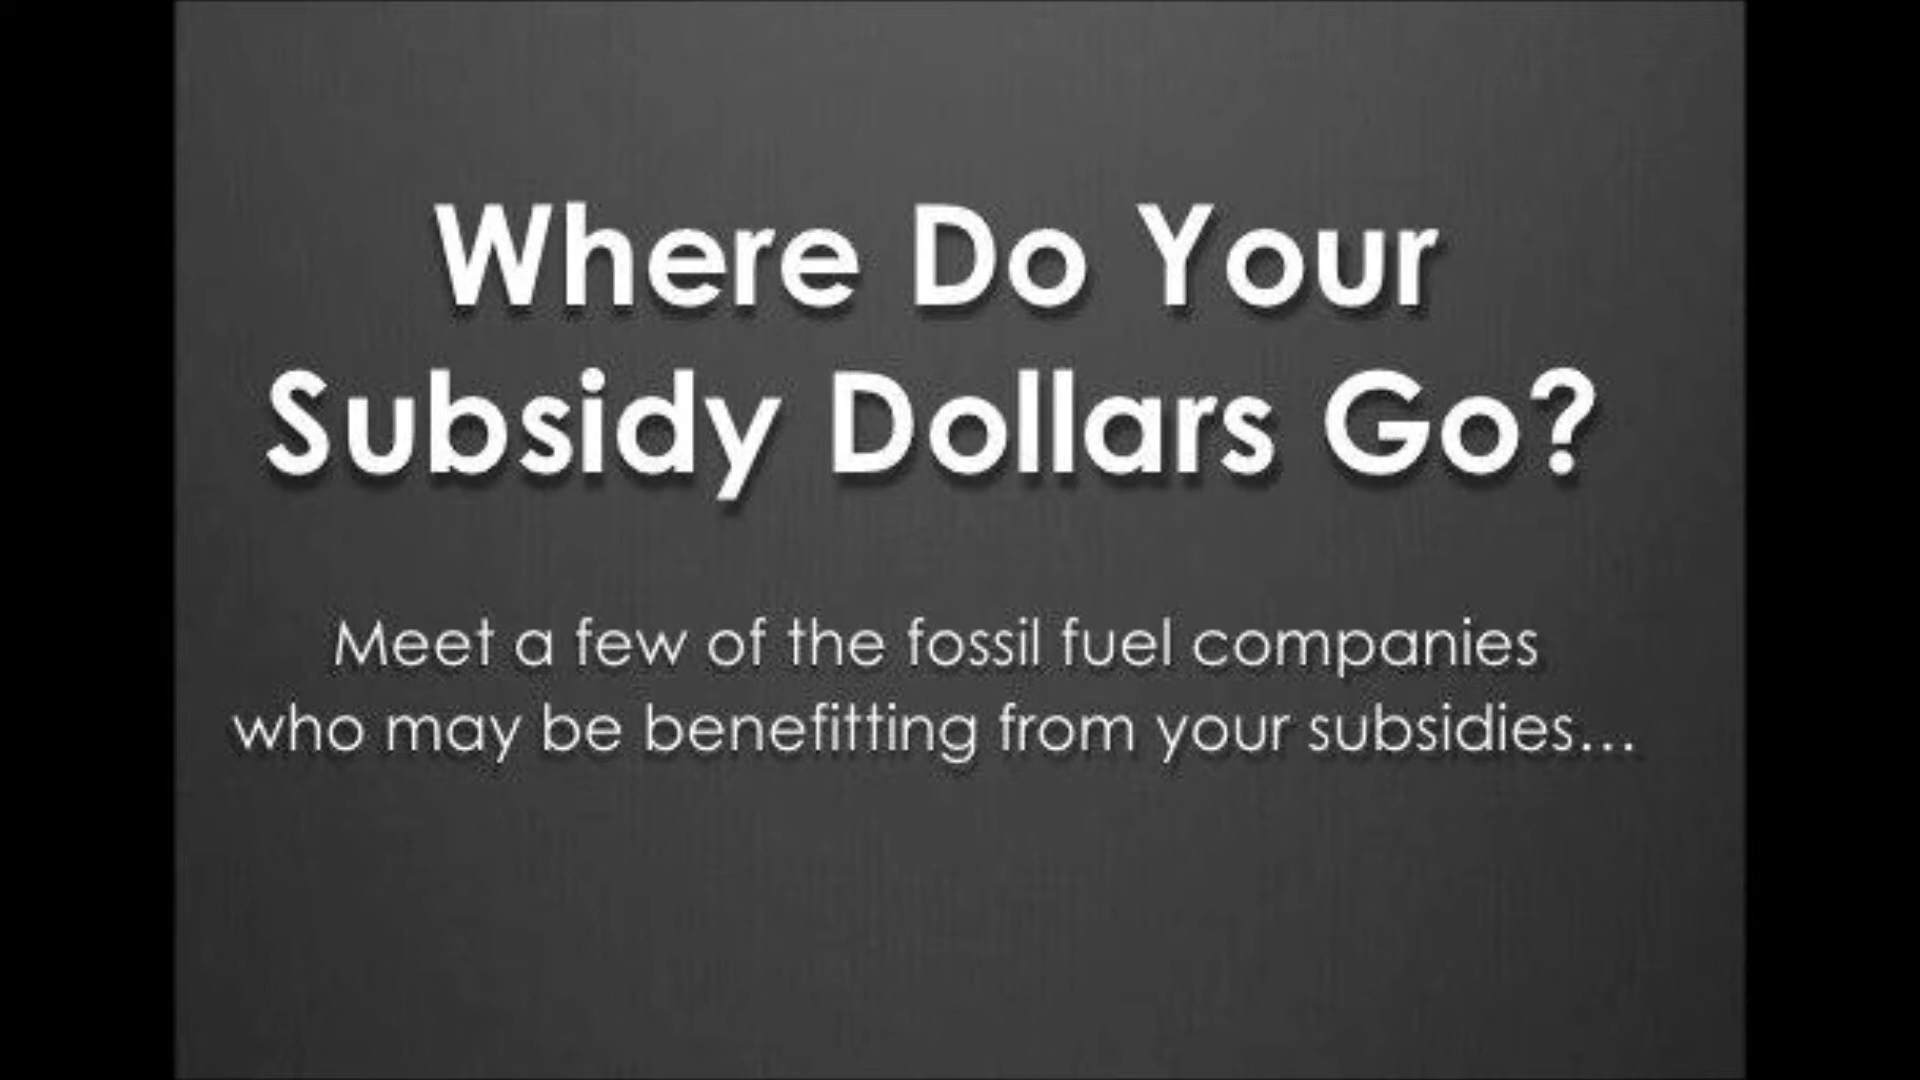 Where Do Your
Subsidy Dollars Go?
Meet a few of the fossil fuel companies
who may be benefitting from your subsidies...